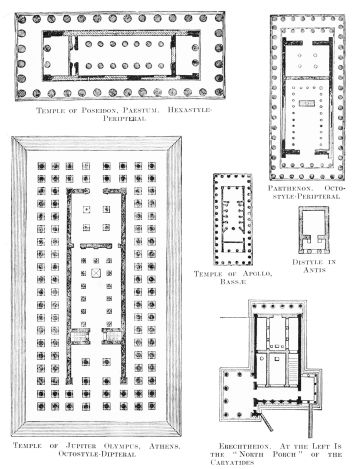 Temple of Poseidon, Paestum. Hexastyle-
Peripteral
Parthenon. Octo-
style-Peripteral
Temple of Apollo,
Bassæ
Distyle in
Antis
Temple of Jupiter Olympus, Athens.
Octostyle-Dipteral
Erechtheion. At the Left Is
the "North Porch" of the
Caryatides